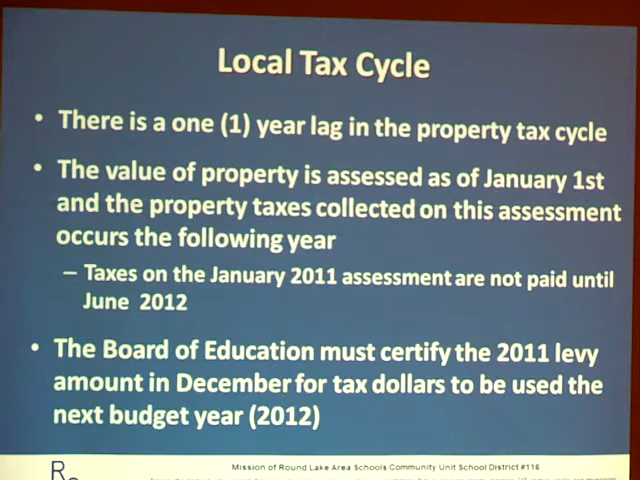 Local Tax Cycle
• There is a one (1) year lag in the property tax cycle
• The value of property is assessed as of January 1st
and the property taxes collected on this assessment
occurs the following year
– Taxes on the January 2011 assessment are not paid until
June 2012
• The Board of Education must certify the 2011 levy
amount in December for tax dollars to be used the
next budget year (2012)
Mission of Round Lake Area Schools Community Unit School District #116
R